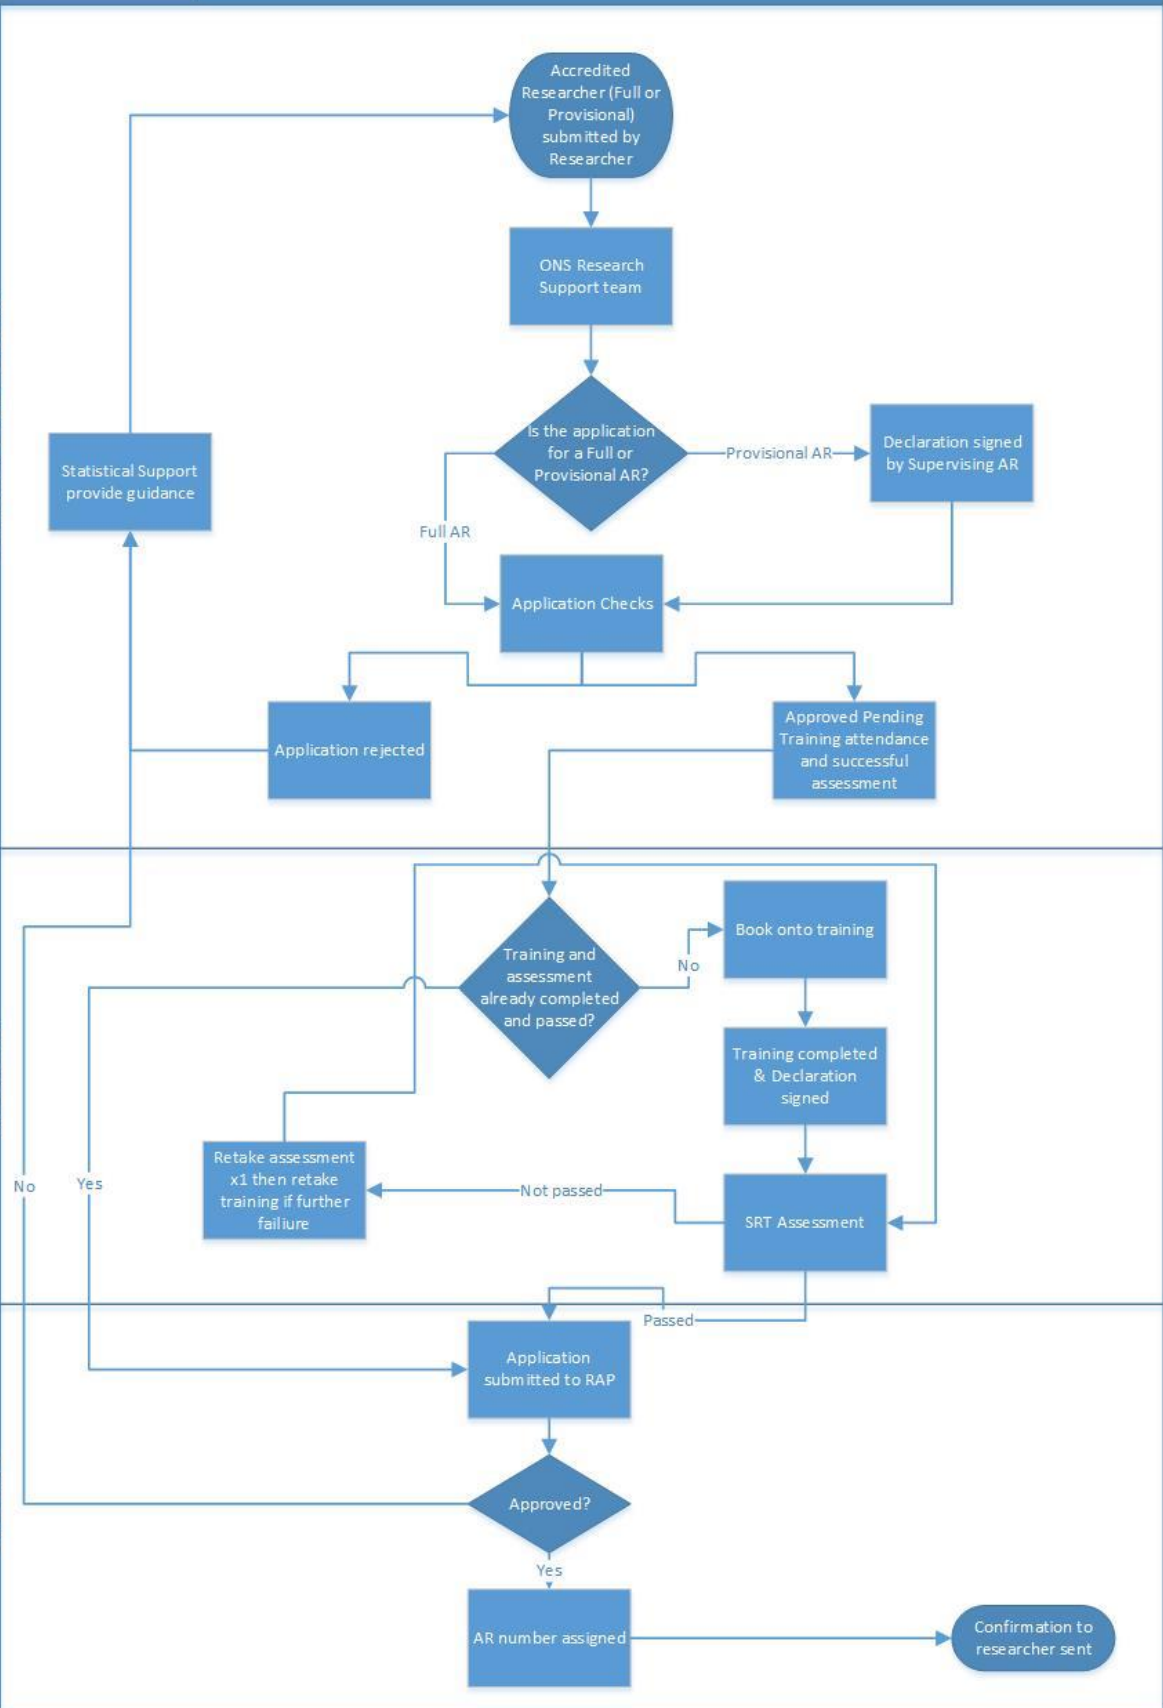 Accredited
Researcher (Full or
Provisional)
submitted by
Researcher
ONS Research
Support team
Is the application
for a Full or
Provisional AR?
Provisional AR
Declaration signed
by Supervising AR
Statistical Support
provide guidance
Full AR
Application Checks
Application rejected
Approved Pending
Training attendance
and successful
assessment
Training and
assessment
already completed
and passed?
No
Book onto training
Training completed
& Declaration
signed
No
Yes
Retake assessment
x1 then retake
training if further
failiure
Not passed
SRT Assessment
Passed
Application
submitted to RAP
Approved?
Yes
AR number assigned
Confirmation to
researcher sent